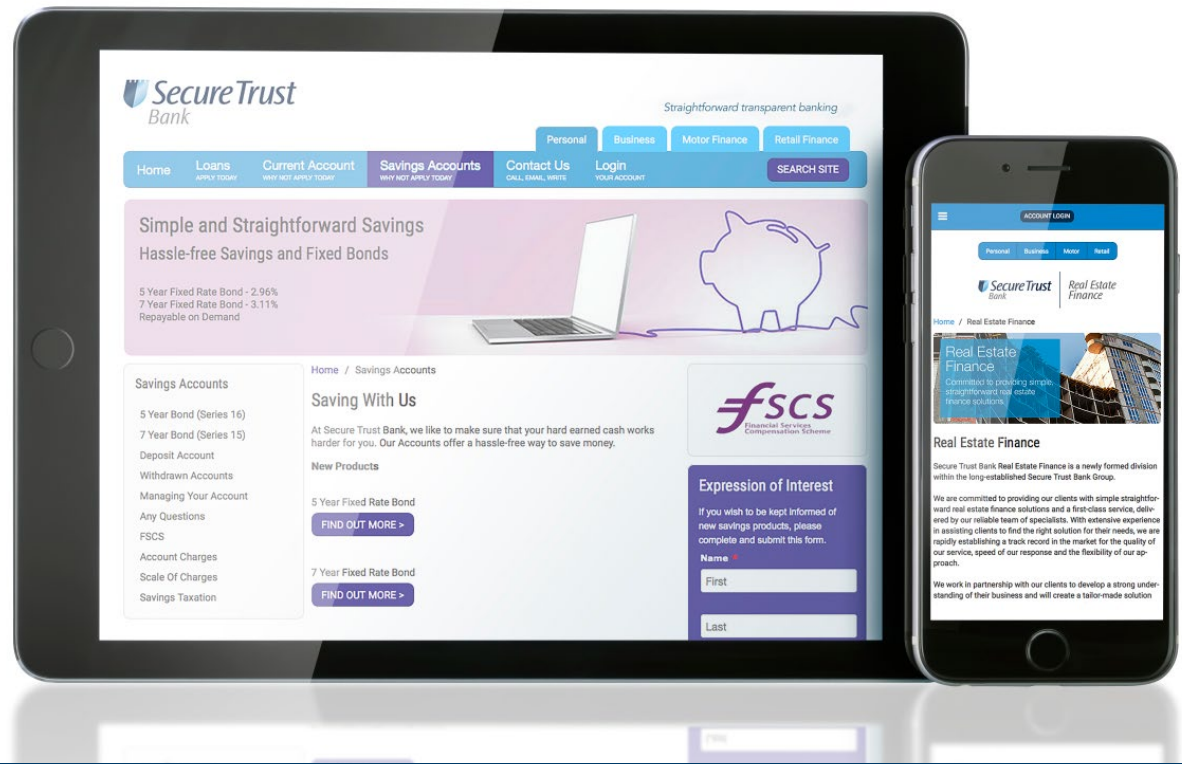 SecureTrust
Bank
Straightforward transparent banking
Personal
Business
Motor Finance
Retail Finance
Home
Loans
APPLY TODAY
Current Account
WHY NOT APPLY TODAY
Savings Accounts
WHY NOT APPLY TODAY
Contact Us
CALL, EMAIL, WRITE
Login
YOUR ACCOUNT
SEARCH SITE
Simple and Straightforward Savings
Hassle-free Savings and Fixed Bonds
5 Year Fixed Rate Bond - 2.96%
7 Year Fixed Rate Bond - 3.11%
Repayable on Demand
Savings Accounts
5 Year Bond (Series 16)
7 Year Bond (Series 15)
Deposit Account
Withdrawn Accounts
Managing Your Account
Any Questions
FSCS
Account Charges
Scale Of Charges
Savings Taxation
Home / Savings Accounts
Saving With Us
At Secure Trust Bank, we like to make sure that your hard earned cash works
harder for you. Our Accounts offer a hassle-free way to save money.
New Products
5 Year Fixed Rate Bond
FIND OUT MORE >
7 Year Fixed Rate Bond
FIND OUT MORE >
fscs
Financial Services
Compensation Scheme
Expression of Interest
If you wish to be kept informed of
new savings products, please
complete and submit this form.
Name *
First
Last
ACCOUNT LOGIN
Personal
Business
Motor
Retail
SecureTrust
Bank
Real Estate
Finance
Home / Real Estate Finance
Real Estate
Finance
Committed to providing simple,
straightforward real estate
finance solutions
Real Estate Finance
Secure Trust Bank Real Estate Finance is a newly formed division
within the long-established Secure Trust Bank Group.
We are committed to providing our clients with simple straightfor-
ward real estate finance solutions and a first-class service, deliv-
ered by our reliable team of specialists. With extensive experience
in assisting clients to find the right solution for their needs, we are
rapidly establishing a track record in the market for the quality of
our service, speed of our response and the flexibility of our ap-
proach.
We work in partnership with our clients to develop a strong under-
standing of their business and will create a tailor-made solution